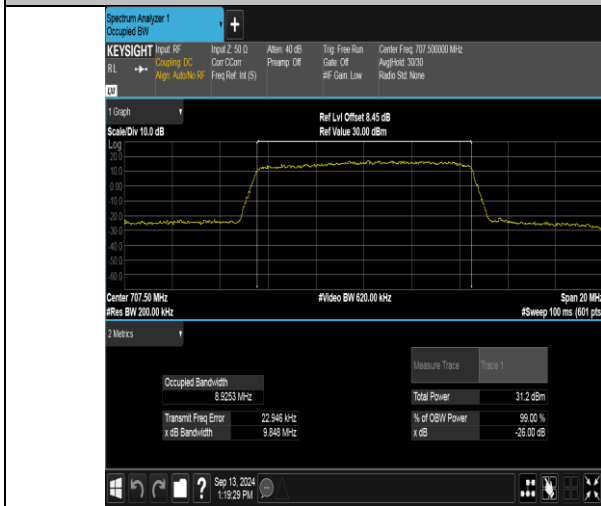 Spectrum Analyzer 1
Occupied BW
+
KEYSIGHT Input: RF Input Z: 50 Ω Atten: 40 dB Trig: Free Run Center Freq: 707.500000 MHz
RL Coupling: DC Corr CCorr Preamp: Off Gate: Off Avg|Hold: 30/30
Align: Auto/No RF Freq Ref: Int (S) #IF Gain: Low Radio Std: None
1 Graph
Ref Lvl Offset 8.45 dB
Scale/Div 10.0 dB Ref Value 30.00 dBm
Log
20.0
10.0
0.00
-10.0
-20.0
-30.0
-40.0
-50.0
-60.0
Center 707.50 MHz #Video BW 620.00 kHz Span 20 MHz
#Res BW 200.00 kHz #Sweep 100 ms (601 pts
2 Metrics
Measure Trace Trace 1
Occupied Bandwidth
8.9253 MHz
Total Power 31.2 dBm
Transmit Freq Error 22.946 kHz % of OBW Power 99.00 %
x dB Bandwidth 9.848 MHz x dB -26.00 dB
? Sep 13, 2024
1:19:29 PM